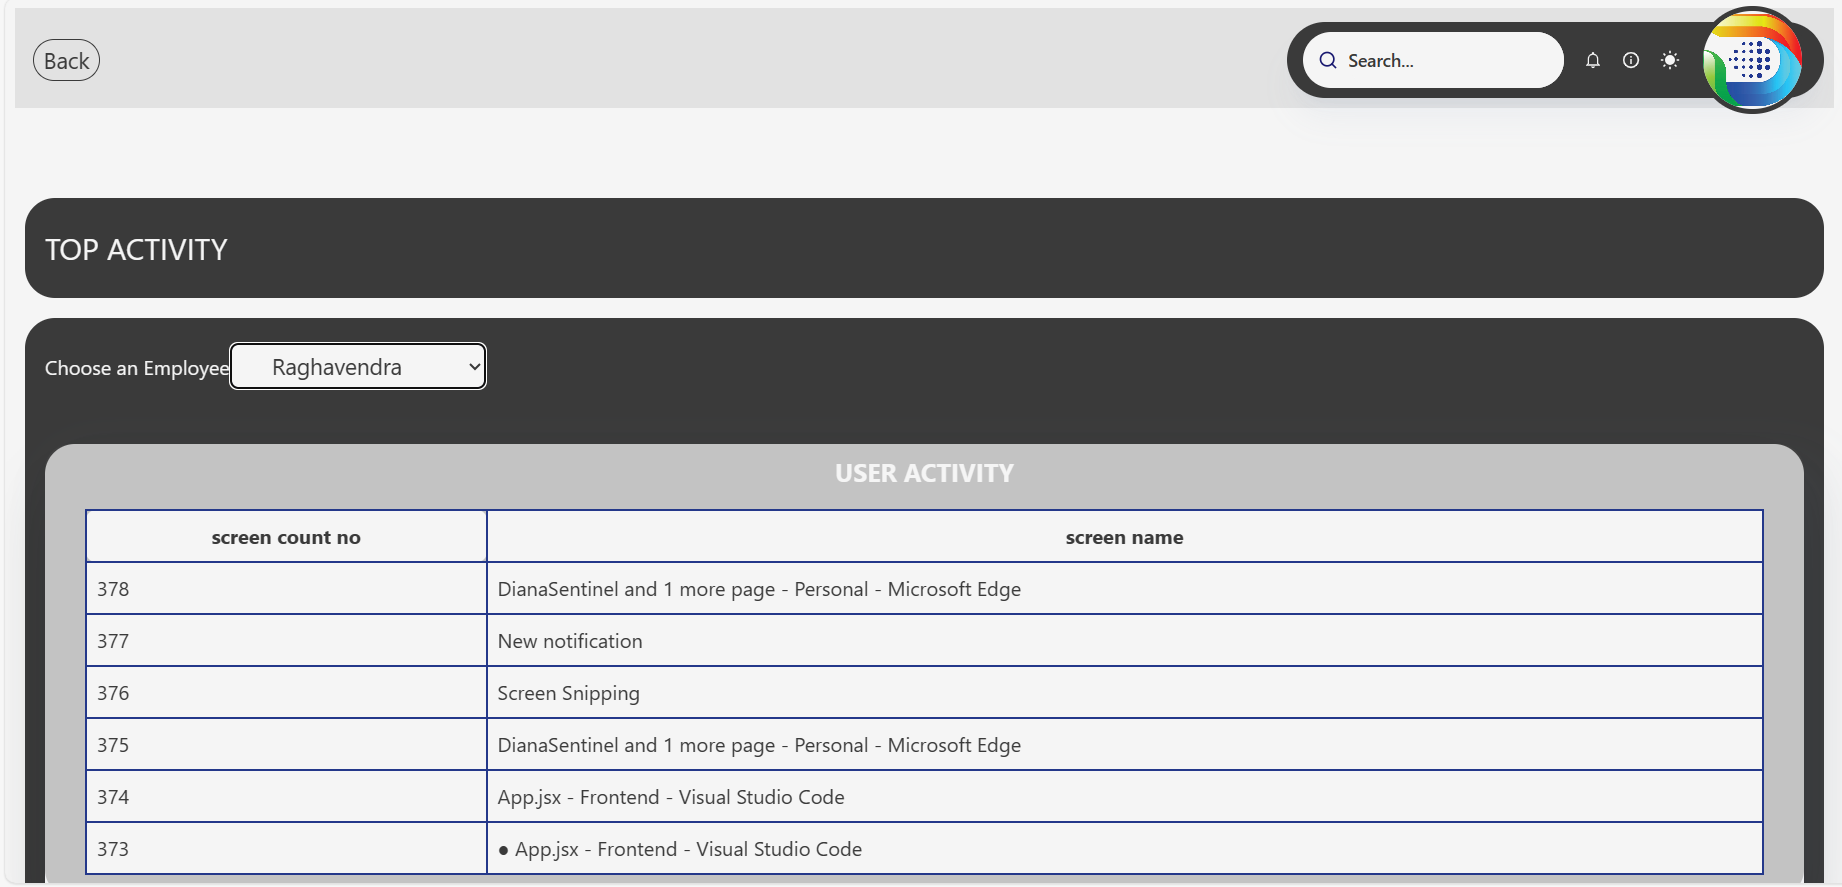 Back
Search...
TOP ACTIVITY
Choose an Employee Raghavendra
USER ACTIVITY
screen count no screen name
378 DianaSentinel and 1 more page - Personal - Microsoft Edge
377 New notification
376 Screen Snipping
375 DianaSentinel and 1 more page - Personal - Microsoft Edge
374 App.jsx - Frontend - Visual Studio Code
373 ● App.jsx - Frontend - Visual Studio Code